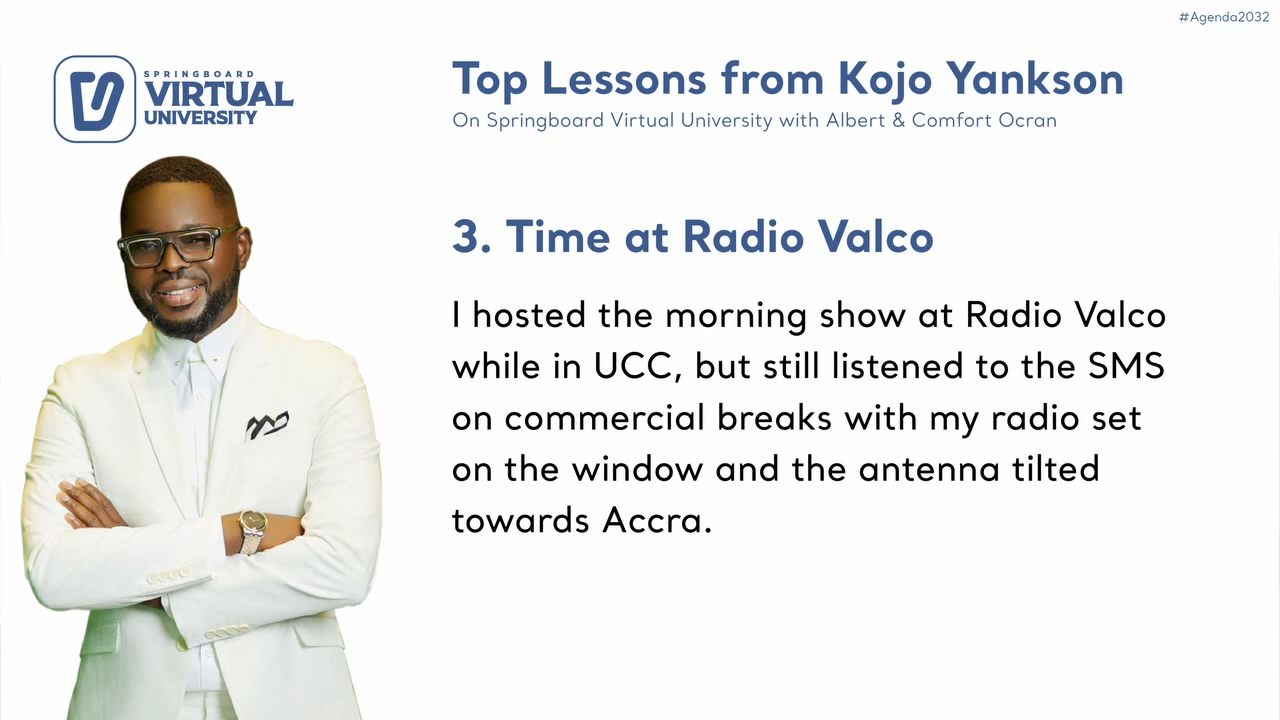 #Agenda2032
SPRINGBOARD
VIRTUAL
UNIVERSITY
Top Lessons from Kojo Yankson
On Springboard Virtual University with Albert & Comfort Ocran
3. Time at Radio Valco
I hosted the morning show at Radio Valco
while in UCC, but still listened to the SMS
on commercial breaks with my radio set
on the window and the antenna tilted
towards Accra.